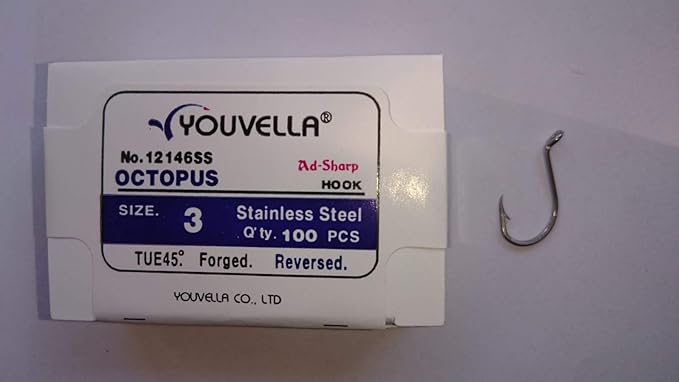 YOUVELLA®
No.12146SS
Ad-Sharp
OCTOPUS
HOOK
SIZE. 3 Stainless Steel
Q'ty. 100 PCS
TUE45° Forged. Reversed.
YOUVELLA CO., LTD